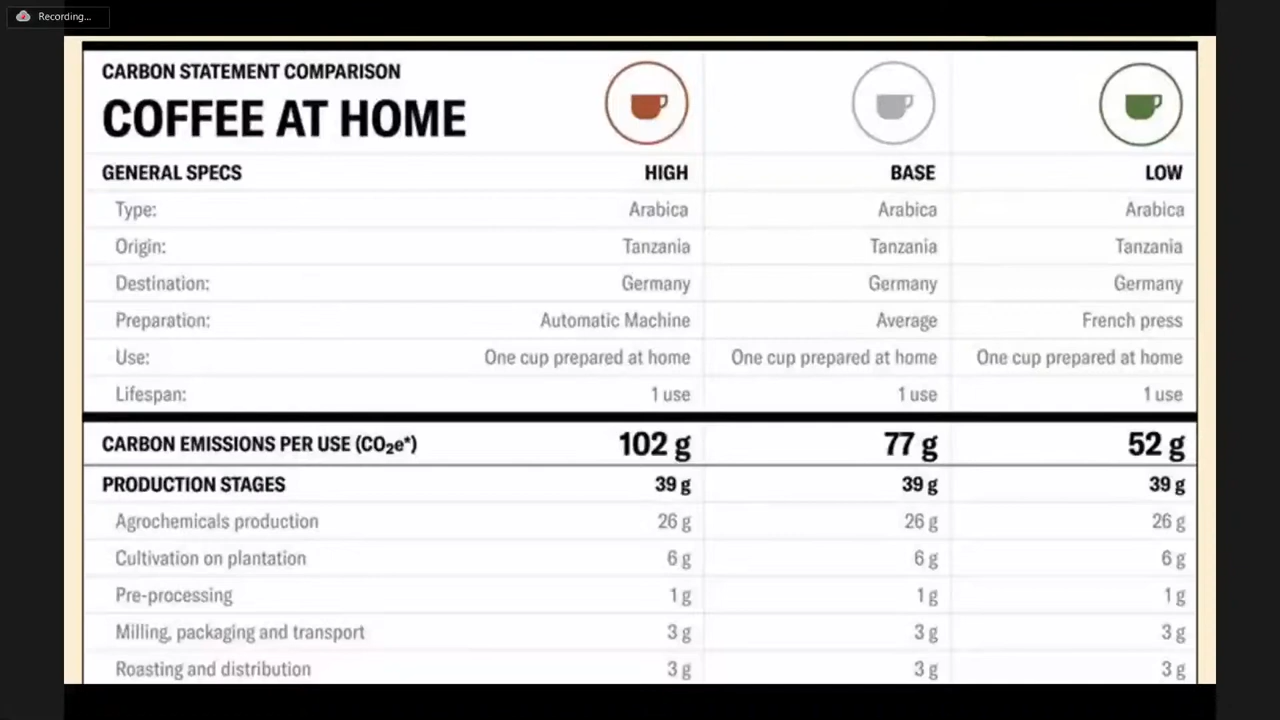 Recording...
CARBON STATEMENT COMPARISON
COFFEE AT HOME
GENERAL SPECS HIGH BASE LOW
Type: Arabica Arabica Arabica
Origin: Tanzania Tanzania Tanzania
Destination: Germany Germany Germany
Preparation: Automatic Machine Average French press
Use: One cup prepared at home One cup prepared at home One cup prepared at home
Lifespan: 1 use 1 use 1 use
CARBON EMISSIONS PER USE (CO₂e*) 102 g 77 g 52 g
PRODUCTION STAGES 39 g 39 g 39 g
Agrochemicals production 26 g 26 g 26 g
Cultivation on plantation 6 g 6 g 6 g
Pre-processing 1 g 1 g 1 g
Milling, packaging and transport 3 g 3 g 3 g
Roasting and distribution 3 g 3 g 3 g